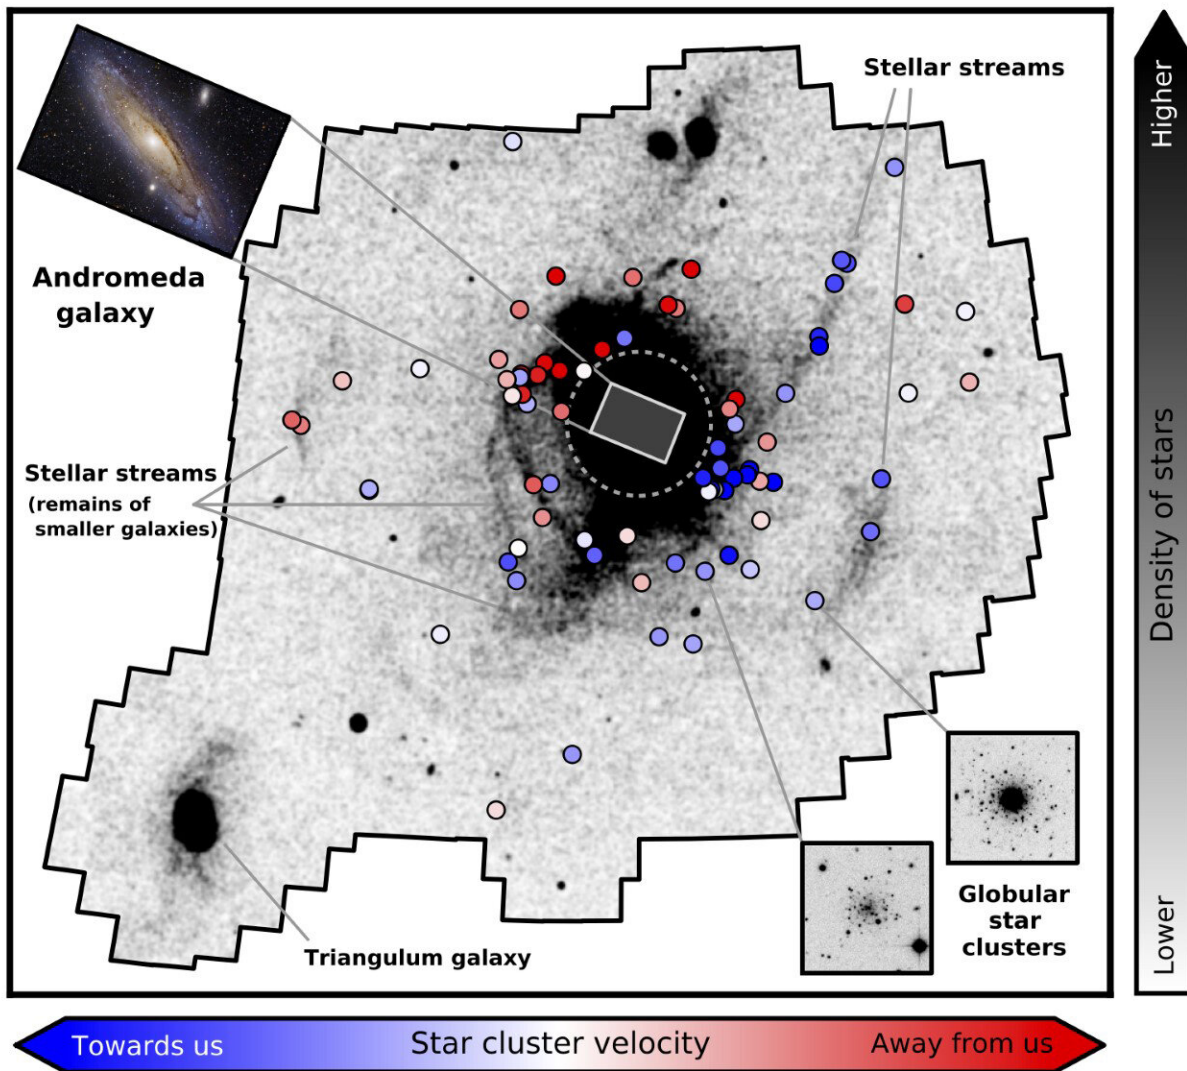 Stellar streams
Andromeda
galaxy
Stellar streams
(remains of
smaller galaxies)
Triangulum galaxy
Globular
star
clusters
Higher
Density of stars
Lower
Towards us
Star cluster velocity
Away from us